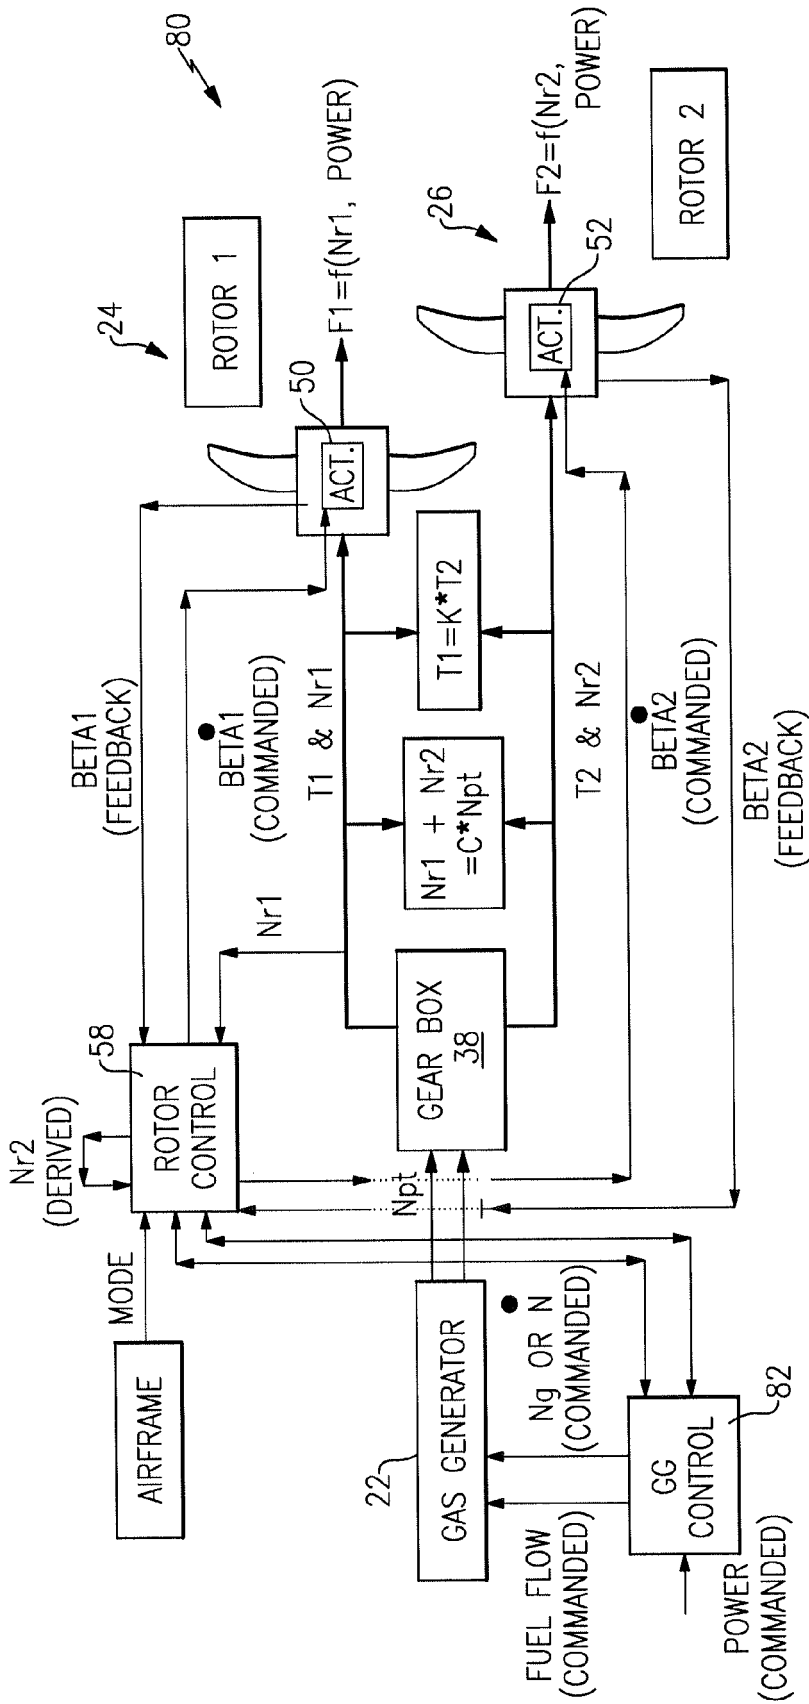 80
24
ROTOR 1
F1=f(Nr1, POWER)
50
ACT.
26
F2=f(Nr2,
POWER)
ROTOR 2
52
ACT.
BETA1
(FEEDBACK)
BETA1
(COMMANDED)
T1 & Nr1
Nr1
T1=K*T2
Nr1 + Nr2
=C*Npt
T2 & Nr2
BETA2
(COMMANDED)
BETA2
(FEEDBACK)
58
Nr2
(DERIVED)
ROTOR
CONTROL
GEAR BOX
38
Npt
MODE
AIRFRAME
22
GAS GENERATOR
Ng OR N
(COMMANDED)
FUEL FLOW
(COMMANDED)
GG
CONTROL
82
POWER
(COMMANDED)